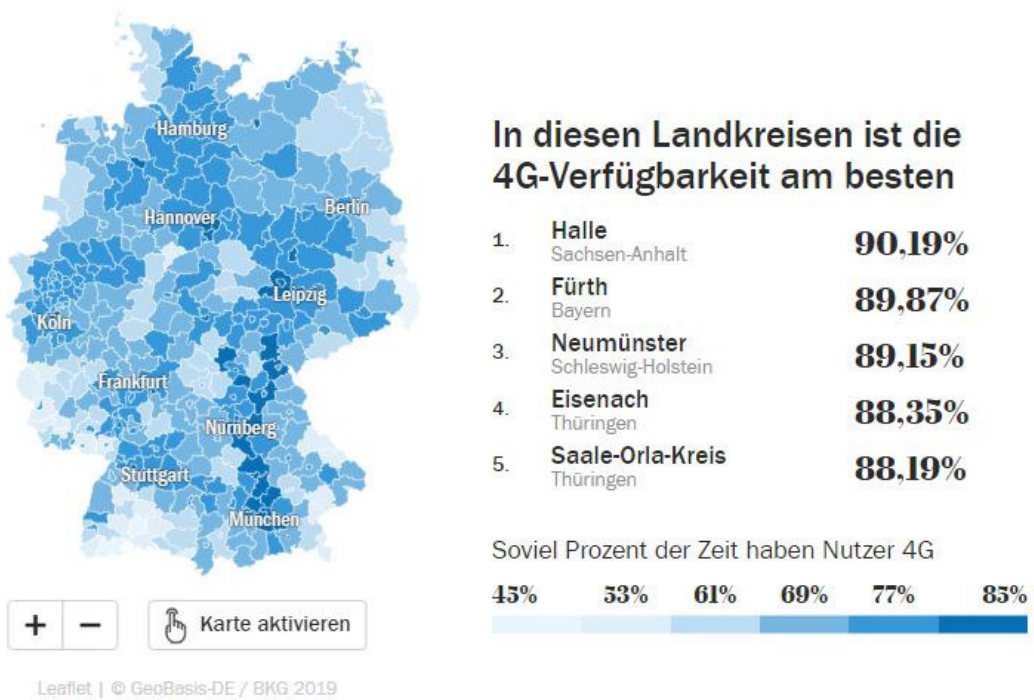 Hamburg
Berlin
Hannover
Leipzig
Köln
Frankfurt
Nürnberg
Stuttgart
München
+ −
Karte aktivieren
Leaflet | © GeoBasis-DE / BKG 2019
In diesen Landkreisen ist die
4G-Verfügbarkeit am besten
1. Halle 90,19%
Sachsen-Anhalt
2. Fürth 89,87%
Bayern
3. Neumünster 89,15%
Schleswig-Holstein
4. Eisenach 88,35%
Thüringen
5. Saale-Orla-Kreis 88,19%
Thüringen
Soviel Prozent der Zeit haben Nutzer 4G
45% 53% 61% 69% 77% 85%